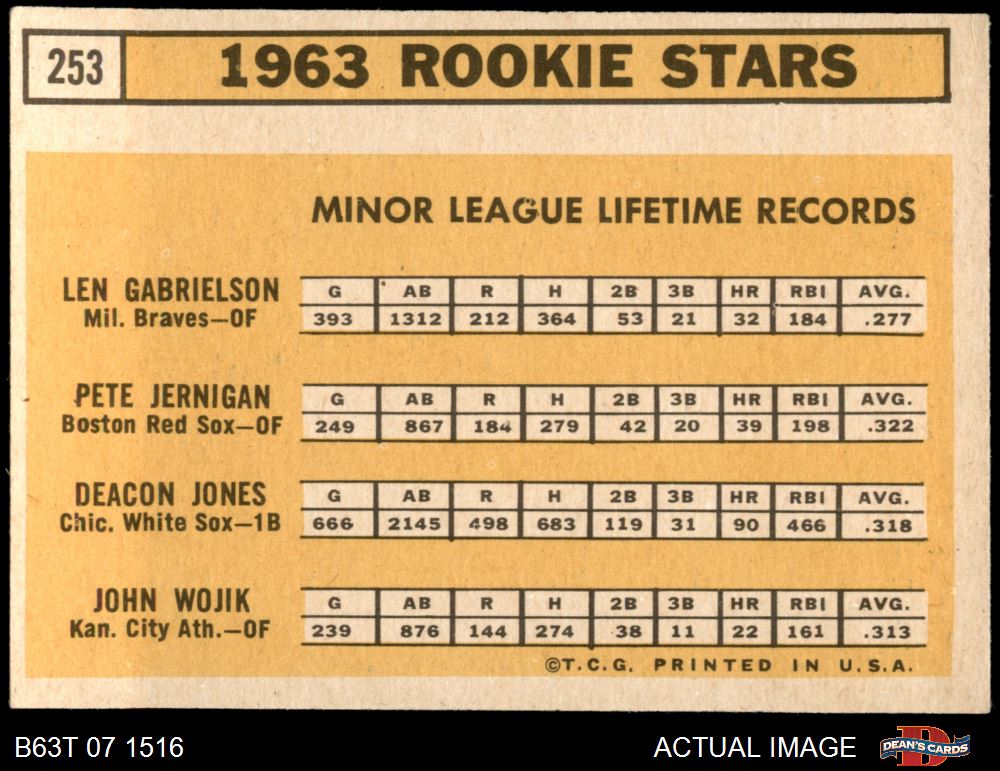 253 1963 ROOKIE STARS
MINOR LEAGUE LIFETIME RECORDS
LEN GABRIELSON G AB R H 2B 3B HR RBI AVG.
Mil. Braves—OF 393 1312 212 364 53 21 32 184 .277
PETE JERNIGAN G AB R H 2B 3B HR RBI AVG.
Boston Red Sox—OF 249 867 184 279 42 20 39 198 .322
DEACON JONES G AB R H 2B 3B HR RBI AVG.
Chic. White Sox—1B 666 2145 498 683 119 31 90 466 .318
JOHN WOJIK G AB R H 2B 3B HR RBI AVG.
Kan. City Ath.—OF 239 876 144 274 38 11 22 161 .313
©T.C.G. PRINTED IN U.S.A.
B63T 07 1516 ACTUAL IMAGE DEAN'S CARDS